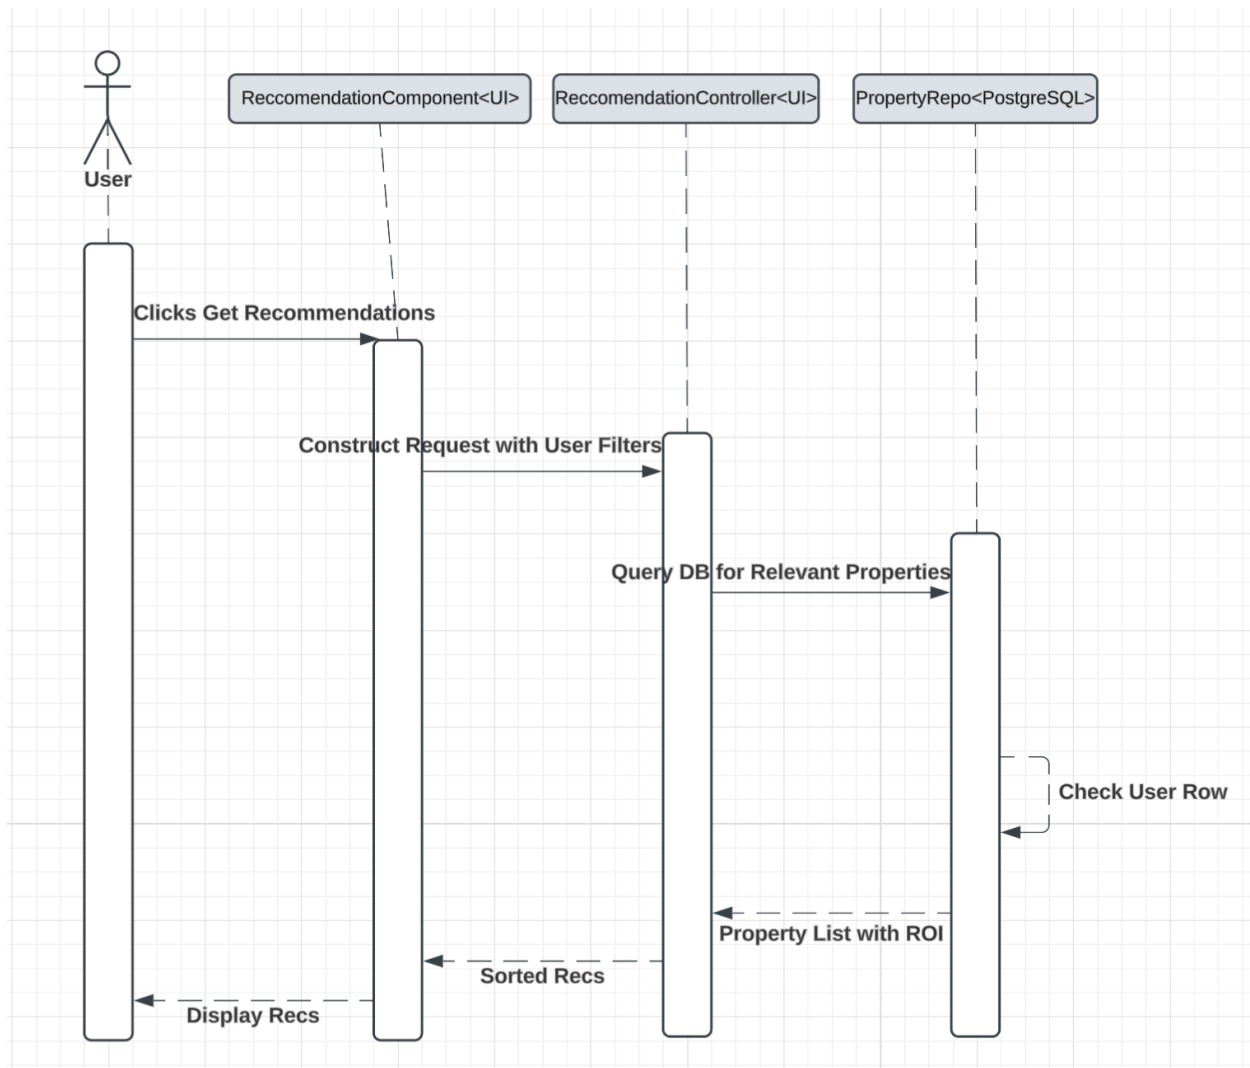 ReccomendationComponent<UI>
ReccomendationController<UI>
PropertyRepo<PostgreSQL>
User
Clicks Get Recommendations
Construct Request with User Filters
Query DB for Relevant Properties
Check User Row
Property List with ROI
Sorted Recs
Display Recs